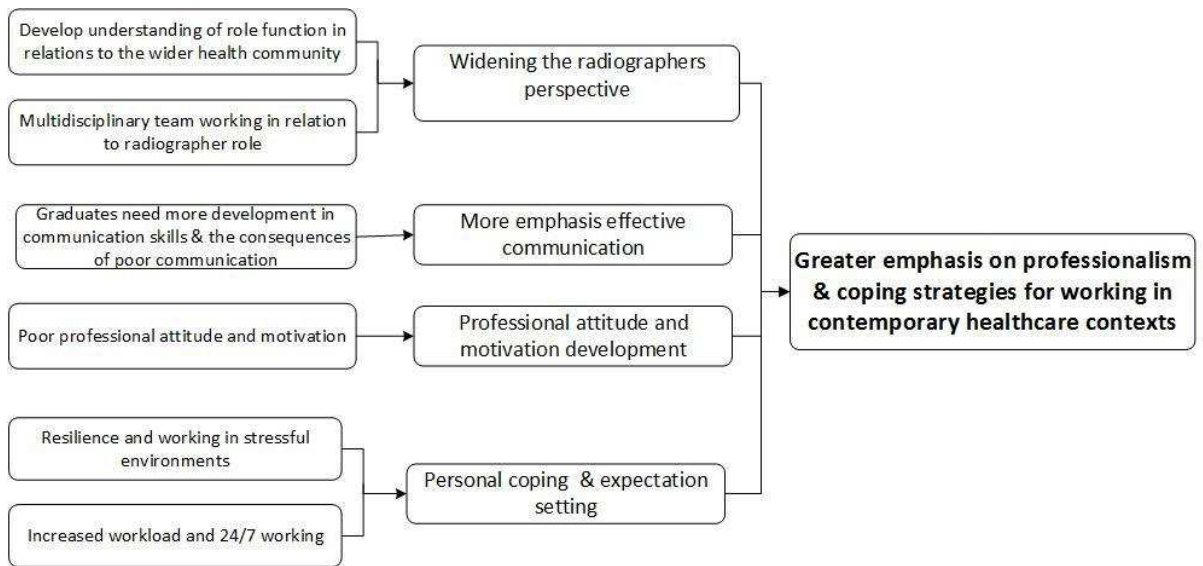 Develop understanding of role function in
relations to the wider health community
Multidisciplinary team working in relation
to radiographer role
Widening the radiographers
perspective
Graduates need more development in
communication skills & the consequences
of poor communication
More emphasis effective
communication
Poor professional attitude and motivation
Professional attitude and
motivation development
Resilience and working in stressful
environments
Increased workload and 24/7 working
Personal coping & expectation
setting
Greater emphasis on professionalism
& coping strategies for working in
contemporary healthcare contexts